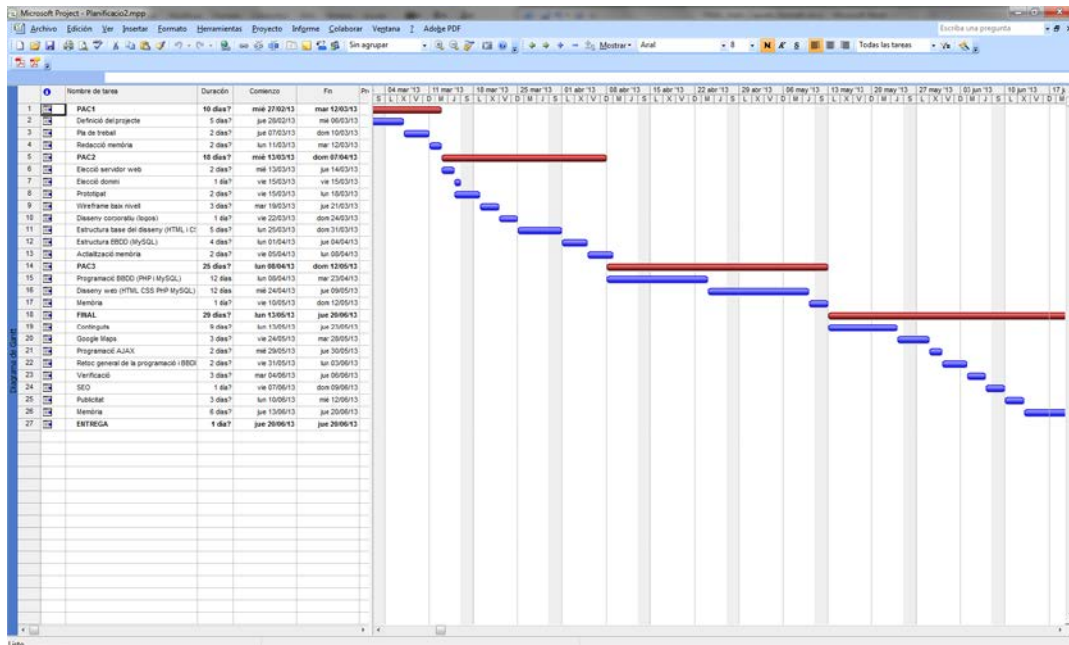 Microsoft Project - Planificacio2.mpp
Archivo Edición Ver Insertar Formato Herramientas Proyecto Informe Colaborar Ventana ? Adobe PDF Escriba una pregunta
Sin agrupar Mostrar Arial 8 N K S Todas las tareas
Nombre de tarea Duración Comienzo Fin
04 mar '13 11 mar '13 18 mar '13 25 mar '13 01 abr '13 08 abr '13 15 abr '13 22 abr '13 29 abr '13 06 may '13 13 may '13 20 may '13 27 may '13 03 jun '13 10 jun '13
S L X V D M J S L X V D M J S L X V D M J S L X V D M J S L X V D M J S L X V D M J S L X V D M J S L X V D M
1 PAC1 10 días? mié 27/02/13 mar 12/03/13
2 Definició del projecte 5 días? jue 28/02/13 mié 06/03/13
3 Pla de treball 2 días? jue 07/03/13 dom 10/03/13
4 Redacció memòria 2 días? lun 11/03/13 mar 12/03/13
5 PAC2 18 días? mié 13/03/13 dom 07/04/13
6 Elecció servidor web 2 días? mié 13/03/13 jue 14/03/13
7 Elecció domini 1 día? vie 15/03/13 vie 15/03/13
8 Prototipat 2 días? vie 15/03/13 lun 18/03/13
9 Wireframe baix nivell 3 días? mar 19/03/13 jue 21/03/13
10 Disseny corporatiu (logos) 1 día? vie 22/03/13 dom 24/03/13
11 Estructura base del disseny (HTML i 5 días? lun 25/03/13 dom 31/03/13
12 Estructura BBDD (MySQL) 4 días? lun 01/04/13 jue 04/04/13
13 2 días? vie 05/04/13 lun 08/04/13
14 PAC3 25 días? lun 08/04/13 dom 12/05/13
15 Programació BBDD (PHP i MySQL) 12 días lun 08/04/13 mar 23/04/13
16 Disseny web (HTML CSS PHP MySQL) 12 días mié 24/04/13 jue 09/05/13
17 Memòria 1 día? vie 10/05/13 dom 12/05/13
18 FINAL 29 días? lun 13/05/13 jue 20/06/13
19 Continguts 9 días? lun 13/05/13 jue 23/05/13
20 Google Maps 3 días? vie 24/05/13 mar 28/05/13
21 Programació AJAX 2 días? mié 29/05/13 jue 30/05/13
22 Retoc general de la programació i BBD 2 días? vie 31/05/13 lun 03/06/13
23 Verificació 3 días? mar 04/06/13 jue 06/06/13
24 SEO 1 día? vie 07/06/13 dom 09/06/13
25 Publicitat 3 días? lun 10/06/13 mié 12/06/13
26 Memòria 6 días? jue 13/06/13 jue 20/06/13
27 ENTREGA 1 día? jue 20/06/13 jue 20/06/13
Diagrama de Gantt